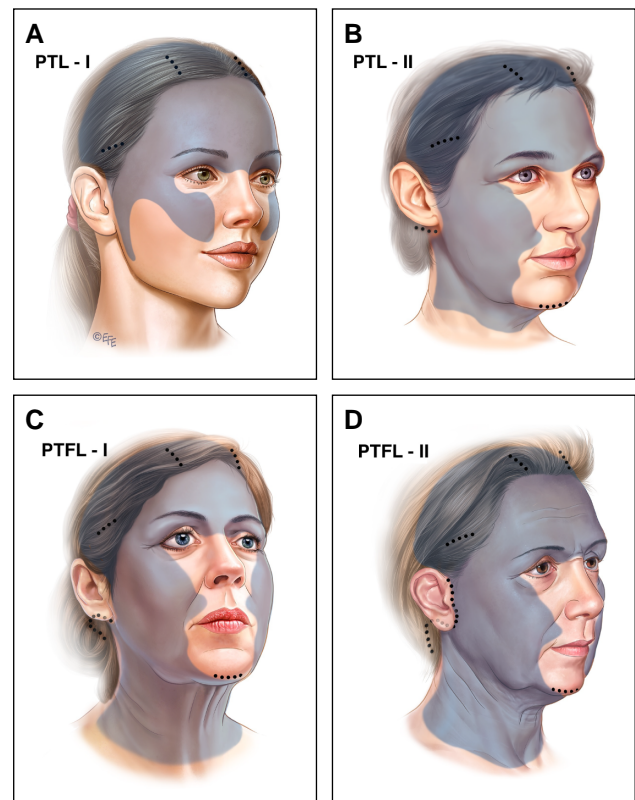 A
PTL - I
B
PTL - II
©EFE
C
PTFL - I
D
PTFL - II